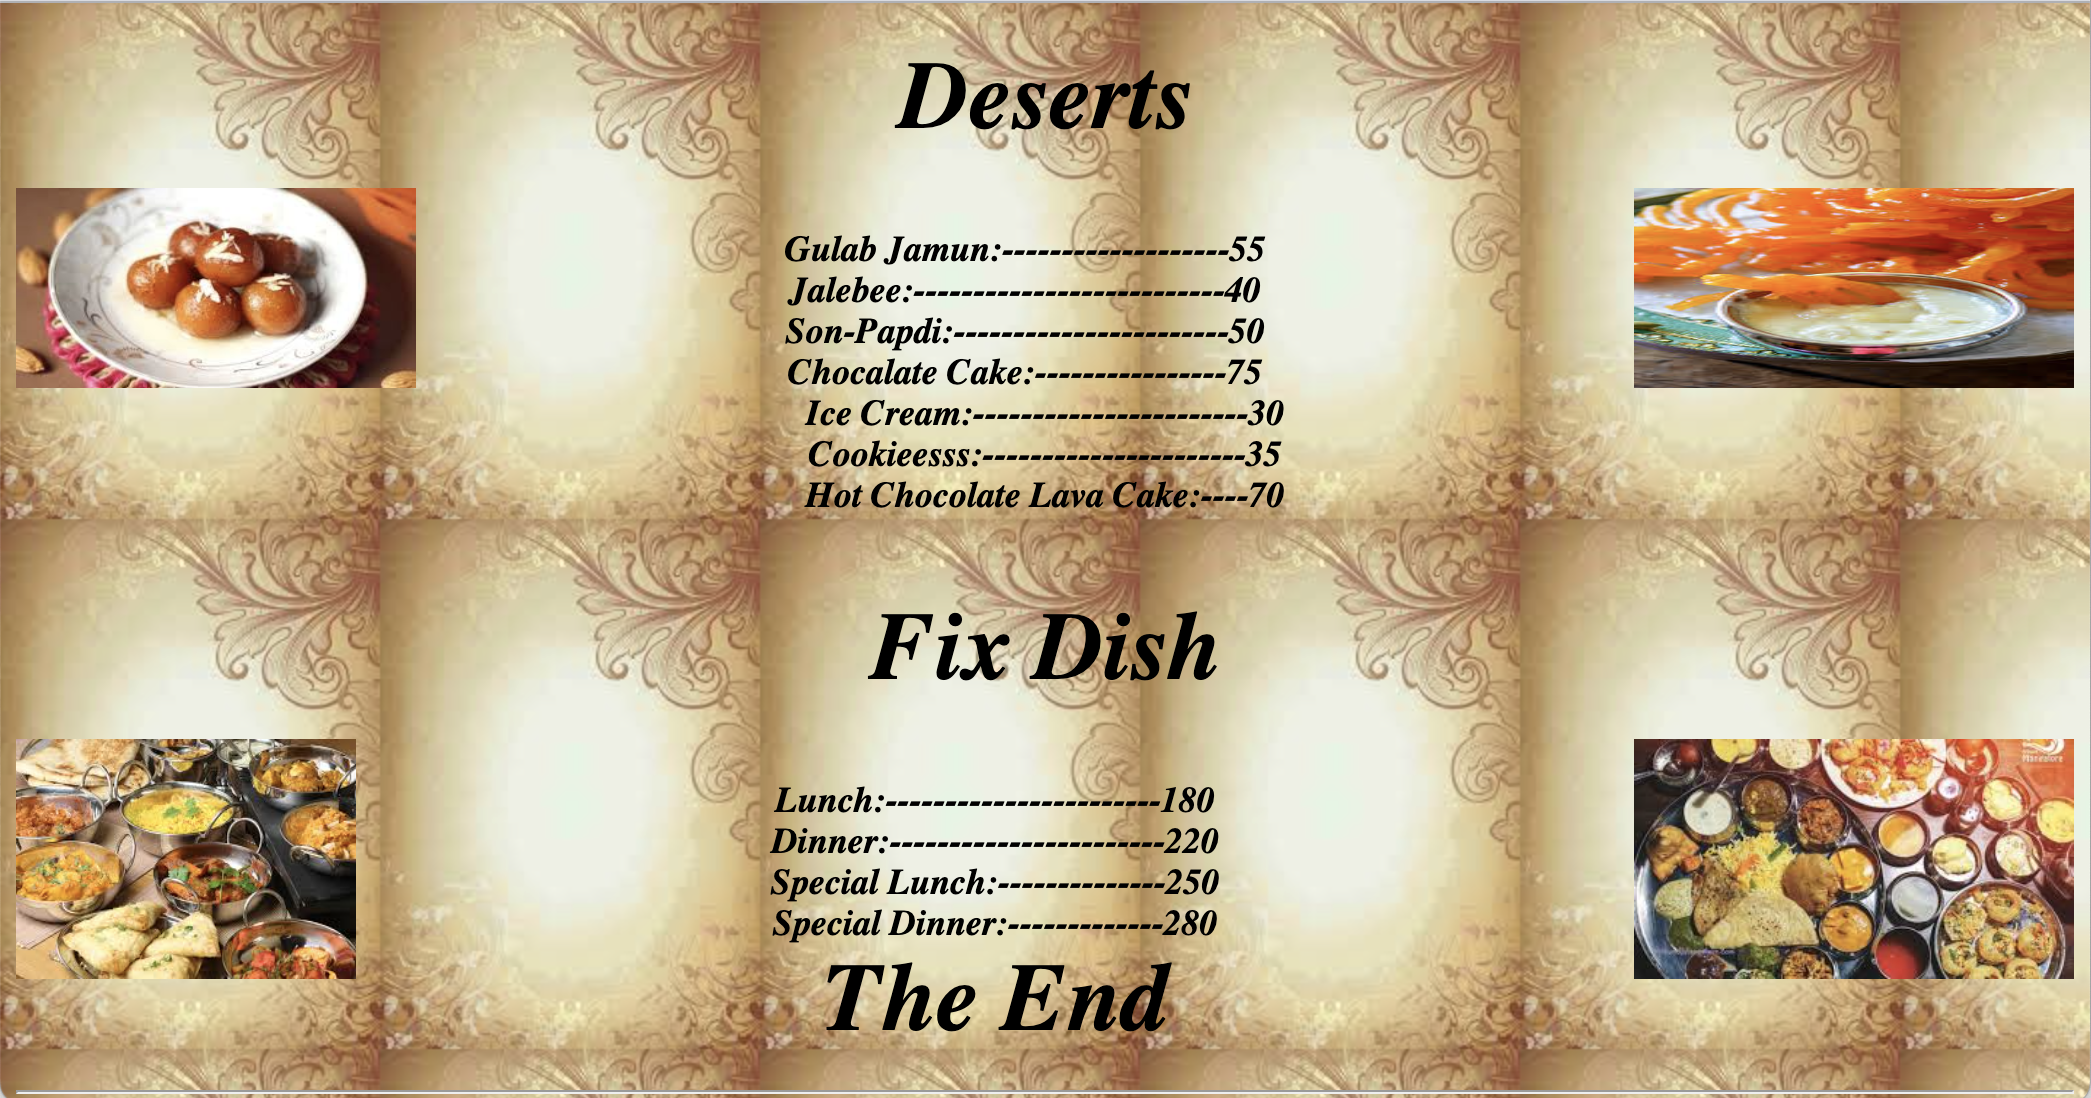 Deserts
Gulab Jamun:-------------------55
Jalebee:--------------------------40
Son-Papdi:-----------------------50
Chocalate Cake:----------------75
Ice Cream:-----------------------30
Cookieesss:----------------------35
Hot Chocolate Lava Cake:----70
Fix Dish
Lunch:-----------------------180
Dinner:-----------------------220
Special Lunch:--------------250
Special Dinner:-------------280
The End